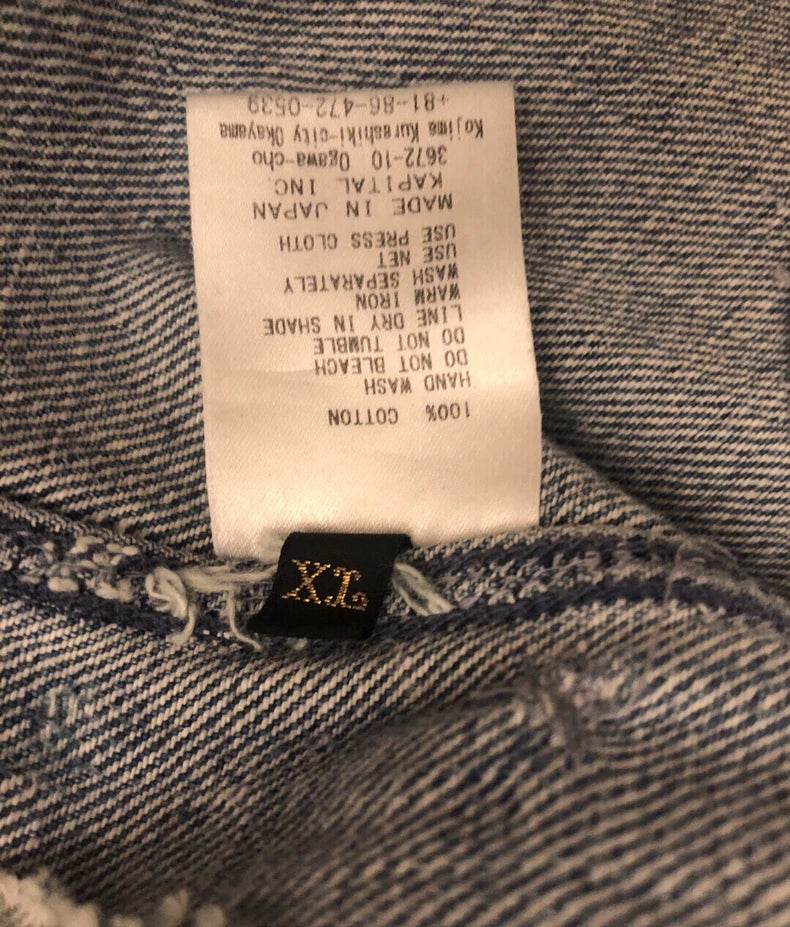 100% COTTON
HAND WASH
DO NOT BLEACH
DO NOT TUMBLE
LINE DRY IN SHADE
WARM IRON
WASH SEPARATELY
USE NET
USE PRESS CLOTH
MADE IN JAPAN
KAPITAL INC.
3672-10 Ogawa-cho
Kojima Kurashiki-city Okayama
+81-86-472-0539
XL